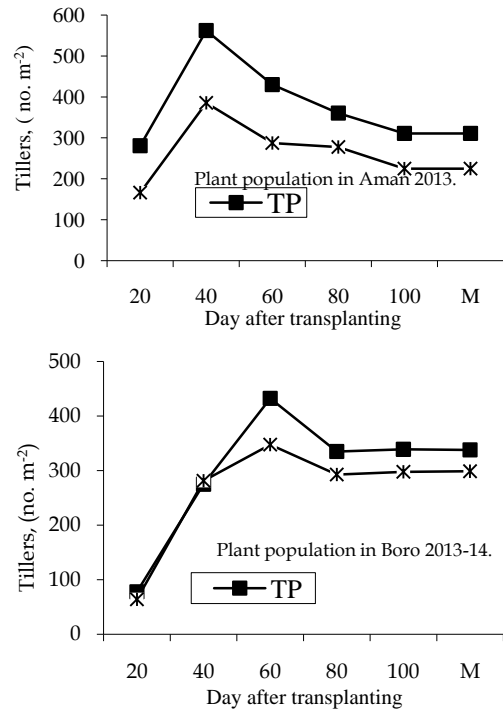 600
500
400
300
200
100
0
Tillers, ( no. m-2)
Plant population in Aman 2013.
TP
20 40 60 80 100 M
Day after transplanting
500
400
300
200
100
0
Tillers, (no. m-2)
Plant population in Boro 2013-14.
TP
20 40 60 80 100 M
Day after transplanting